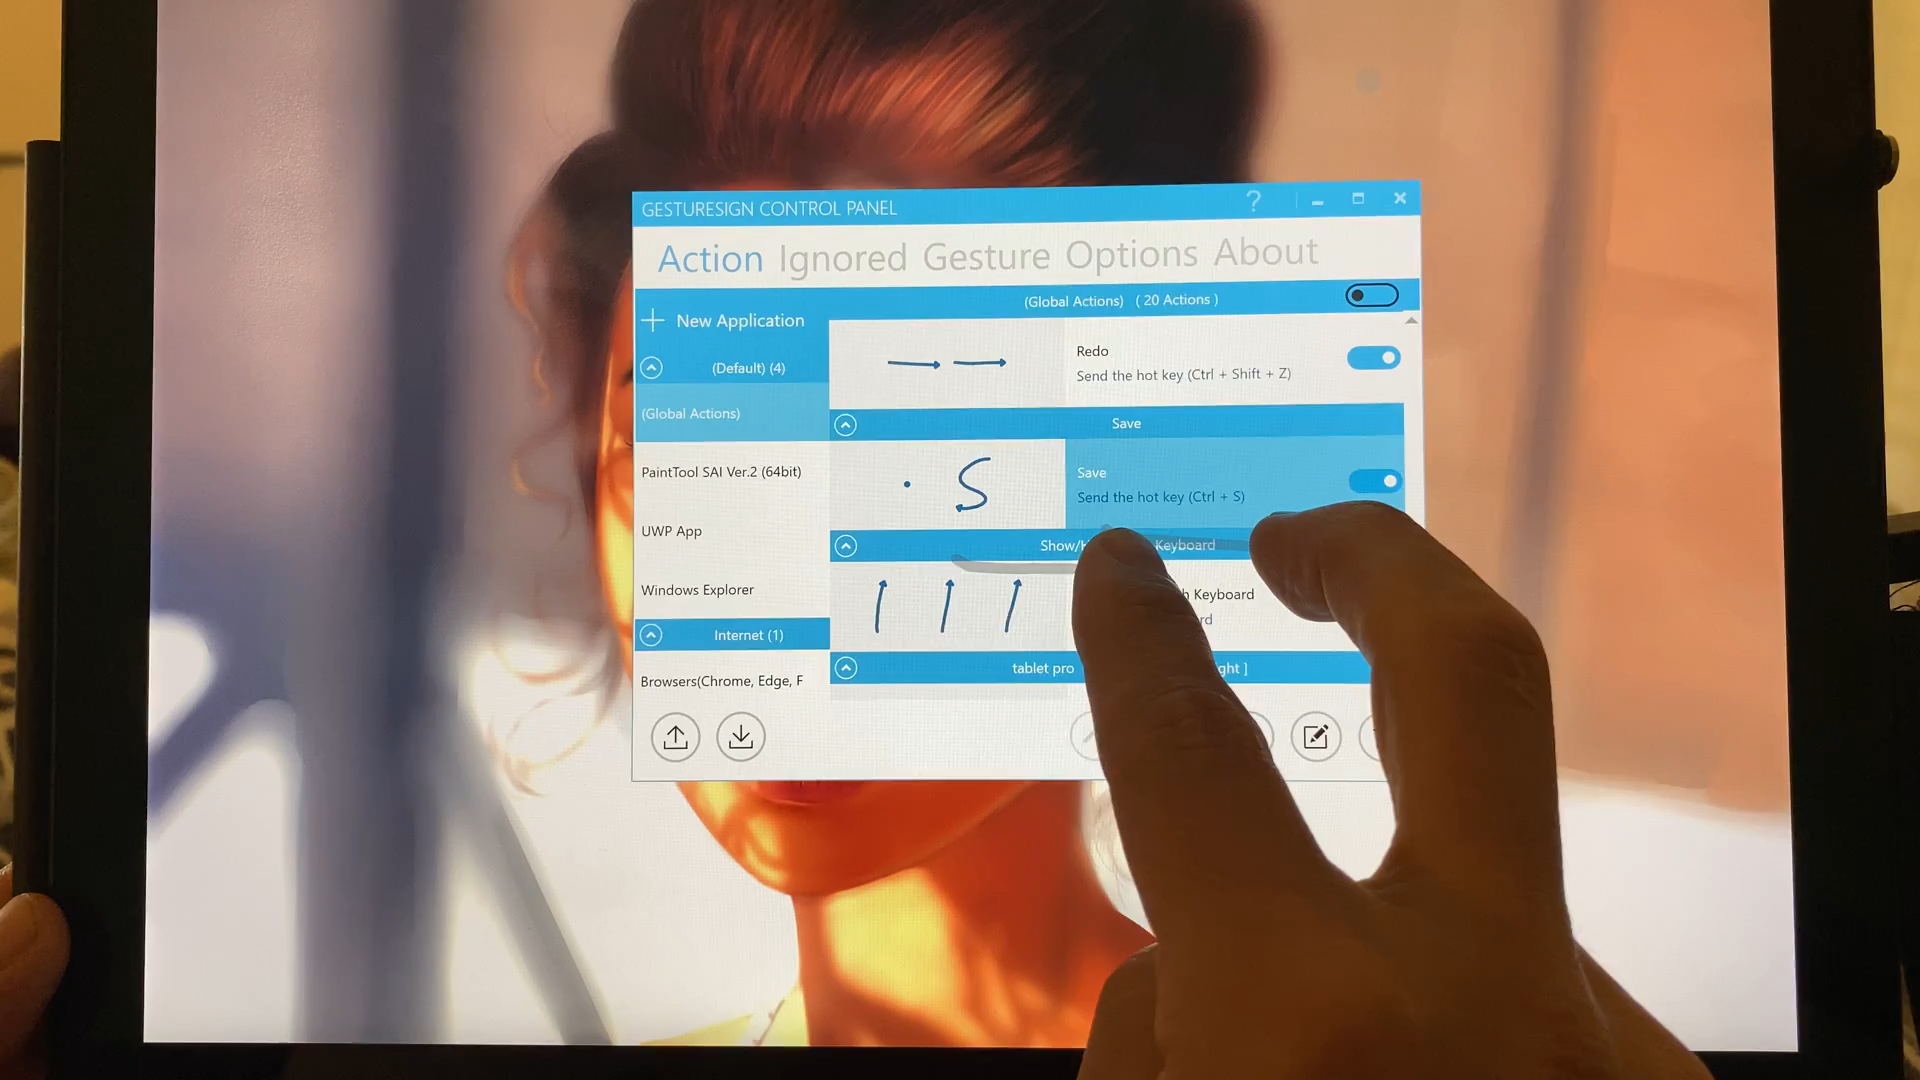 GESTURESIGN CONTROL PANEL
?
Action Ignored Gesture Options About
(Global Actions) ( 20 Actions )
New Application
Redo
Send the hot key (Ctrl + Shift + Z)
(Default) (4)
(Global Actions)
Save
PaintTool SAI Ver.2 (64bit)
S
Save
Send the hot key (Ctrl + S)
UWP App
Keyboard
Windows Explorer
Keyboard
Internet (1)
tablet pro
Browsers(Chrome, Edge, F